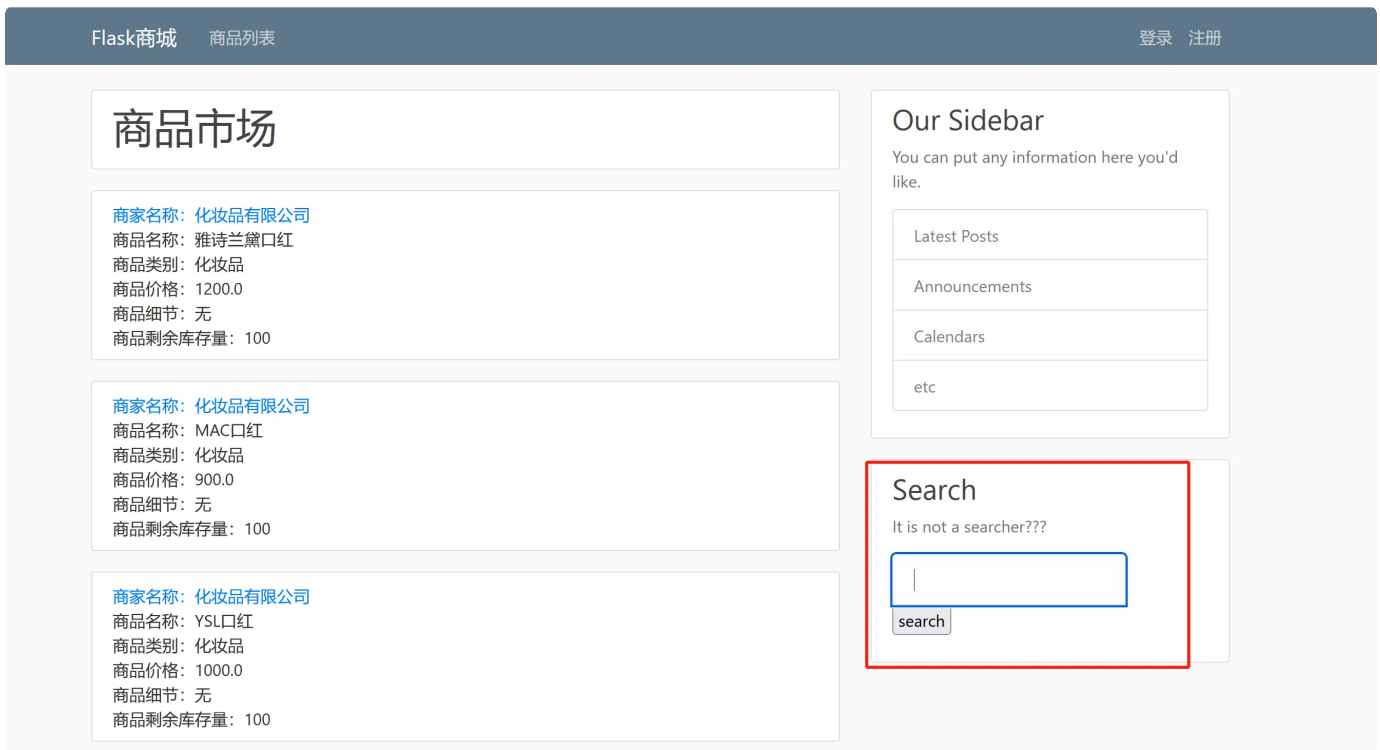 Flask商城 商品列表 登录 注册
商品市场
商家名称：化妆品有限公司
商品名称：雅诗兰黛口红
商品类别：化妆品
商品价格：1200.0
商品细节：无
商品剩余库存量：100
商家名称：化妆品有限公司
商品名称：MAC口红
商品类别：化妆品
商品价格：900.0
商品细节：无
商品剩余库存量：100
商家名称：化妆品有限公司
商品名称：YSL口红
商品类别：化妆品
商品价格：1000.0
商品细节：无
商品剩余库存量：100
Our Sidebar
You can put any information here you'd
like.
Latest Posts
Announcements
Calendars
etc
Search
It is not a searcher???
search